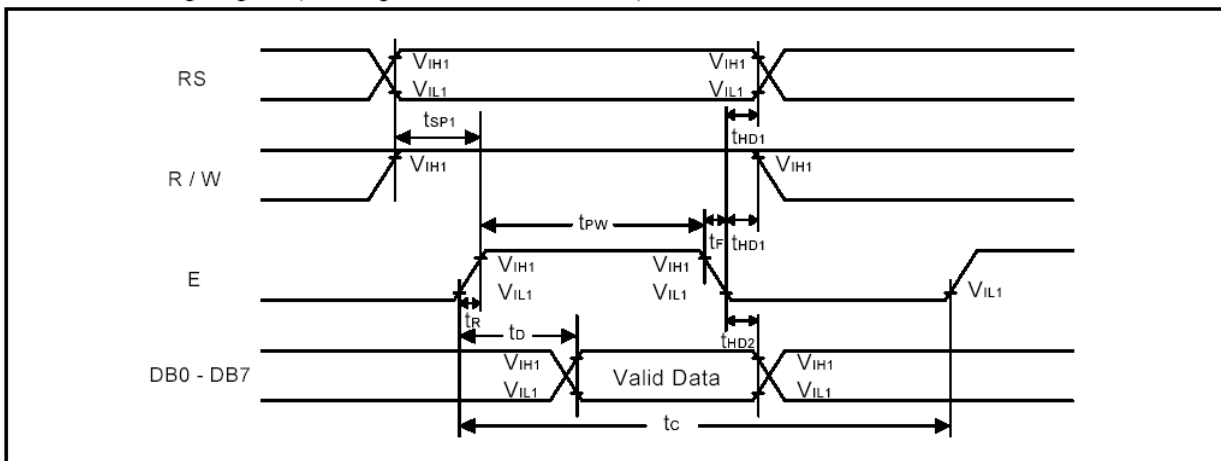 RS
VIH1
VIL1
VIH1
VIL1
tSP1
tHD1
R / W
VIH1
VIH1
tPW
tF
tHD1
E
VIH1
VIL1
VIH1
VIL1
VIL1
tR
tD
tHD2
DB0 - DB7
VIH1
VIL1
Valid Data
VIH1
VIL1
tC